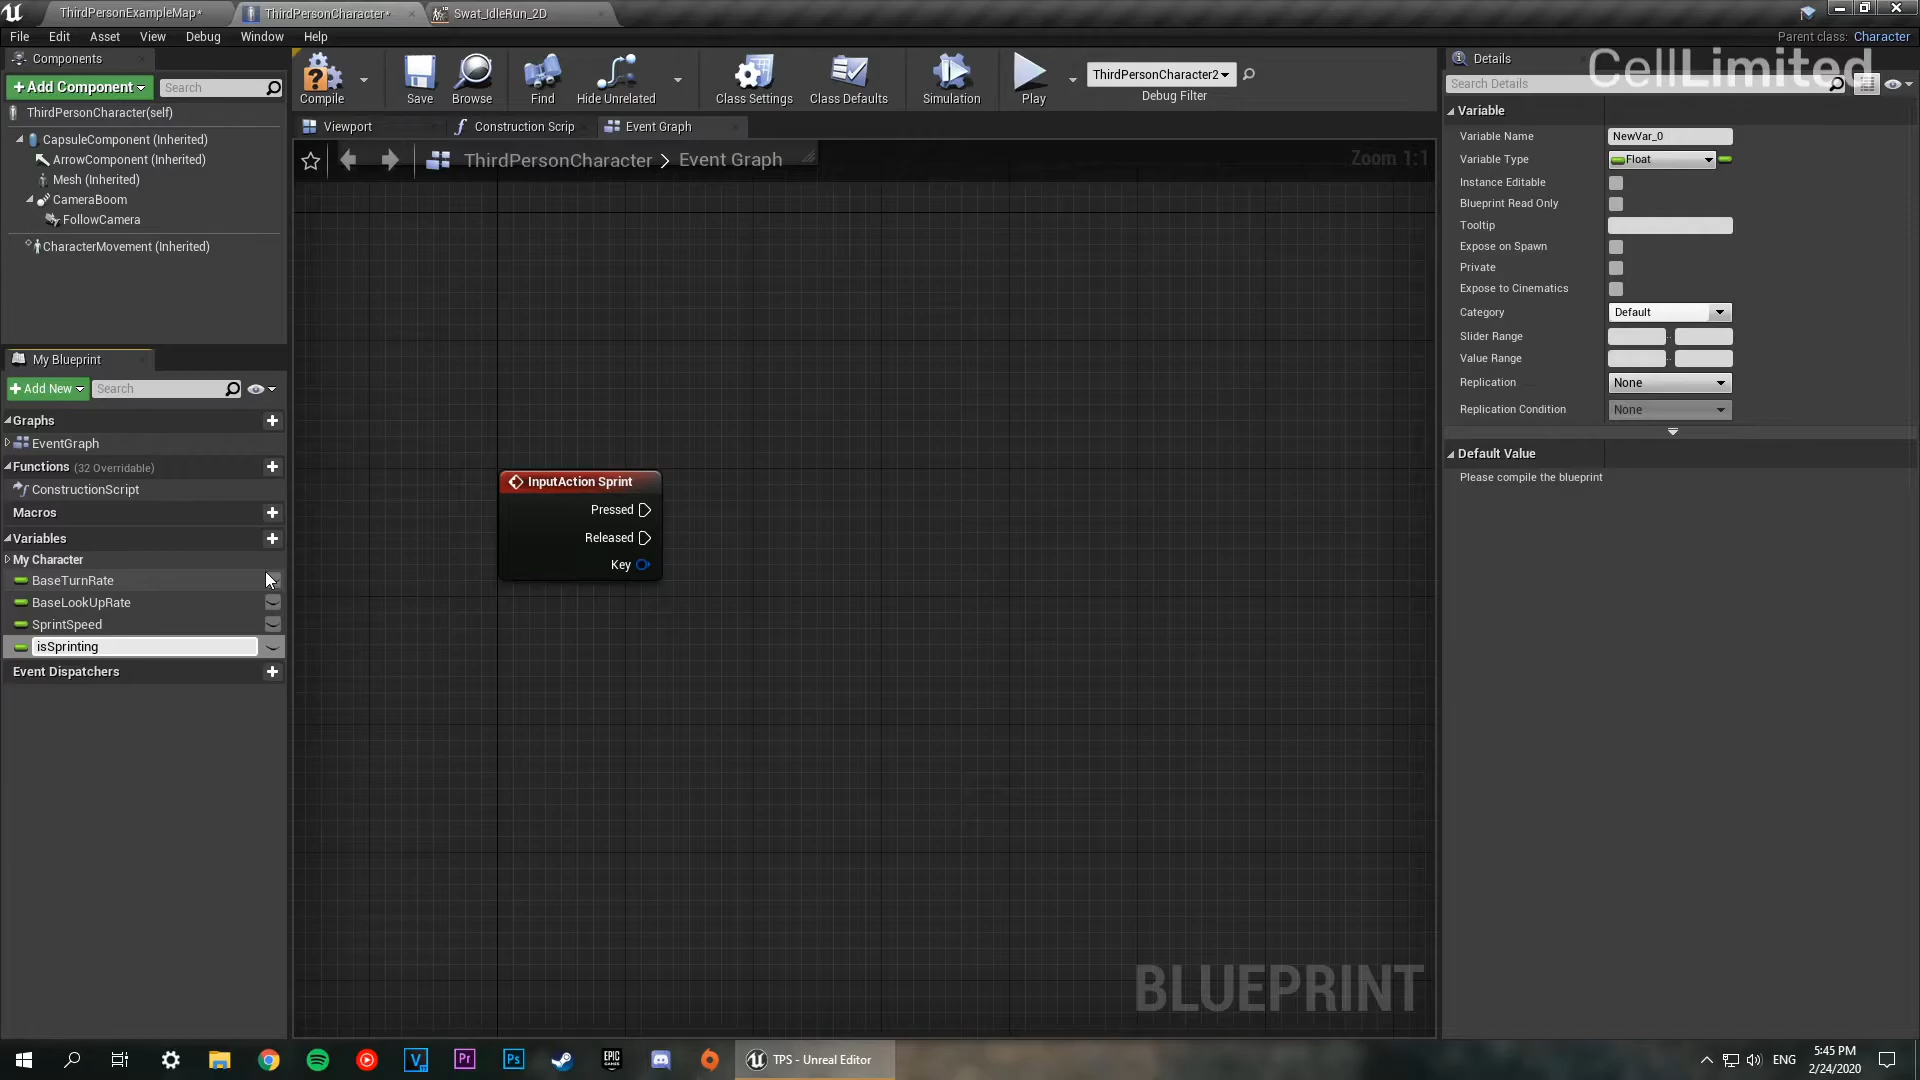 ThirdPersonExampleMap*
ThirdPersonCharacter*
Swat_IdleRun_2D
File Edit Asset View Debug Window Help
Parent class: Character
Components
+Add Component
Search
ThirdPersonCharacter(self)
CapsuleComponent (Inherited)
ArrowComponent (Inherited)
Mesh (Inherited)
CameraBoom
FollowCamera
CharacterMovement (Inherited)
Compile
Save
Browse
Find
Hide Unrelated
Class Settings
Class Defaults
Simulation
Play
ThirdPersonCharacter2
Debug Filter
Viewport
Construction Scrip
Event Graph
ThirdPersonCharacter > Event Graph
Zoom 1:1
InputAction Sprint
Pressed
Released
Key
BLUEPRINT
My Blueprint
+Add New
Search
Graphs
EventGraph
Functions (32 Overridable)
ConstructionScript
Macros
Variables
My Character
BaseTurnRate
BaseLookUpRate
SprintSpeed
isSprinting
Event Dispatchers
Details
CellLimited
Search Details
Variable
Variable Name NewVar_0
Variable Type Float
Instance Editable
Blueprint Read Only
Tooltip
Expose on Spawn
Private
Expose to Cinematics
Category Default
Slider Range
Value Range
Replication None
Replication Condition None
Default Value
Please compile the blueprint
TPS - Unreal Editor
ENG
5:45 PM
2/24/2020